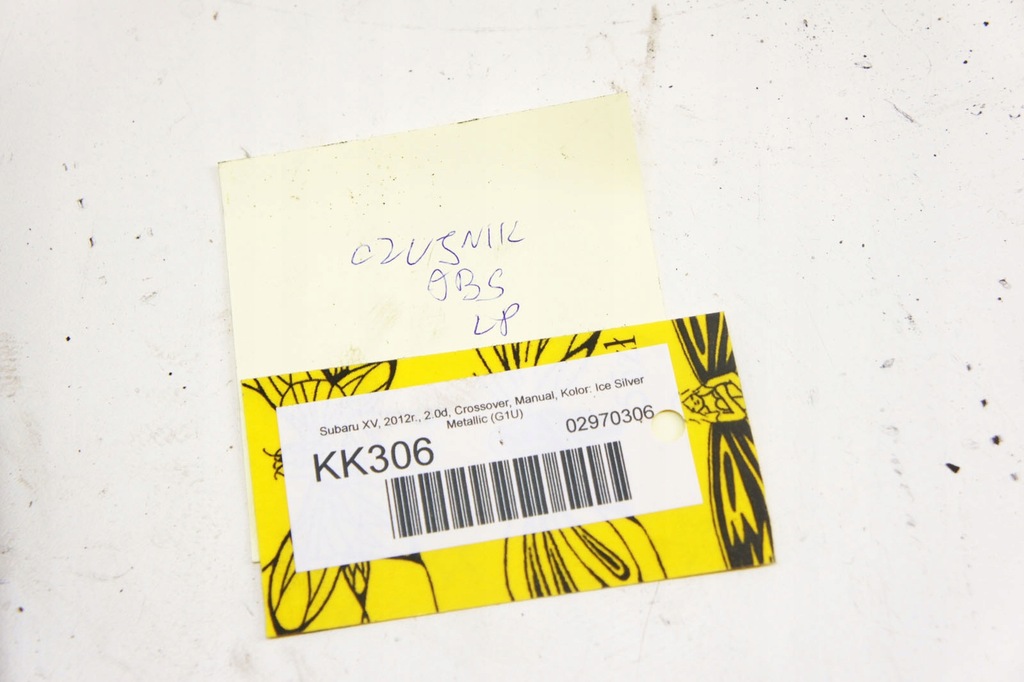 CZUJNIK
ABS
LP
Subaru XV, 2012r., 2.0d, Crossover, Manual, Kolor: Ice Silver
Metallic (G1U)
KK306
02970306